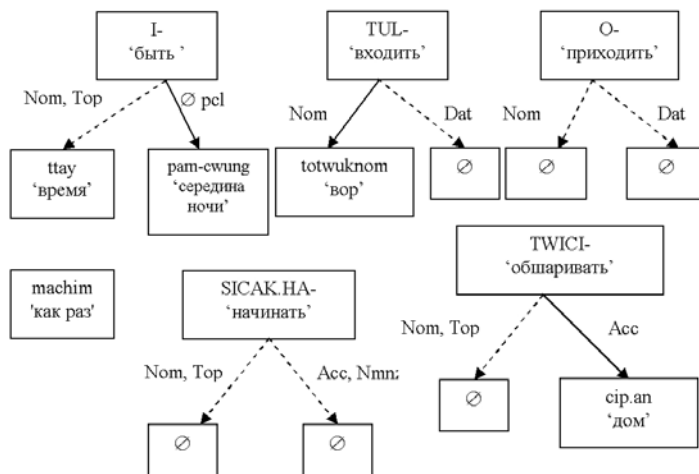 I-
‘быть ’
TUL-
‘входить’
O-
‘приходить’
Nom, Top
∅ pcl
Nom
Dat
Nom
Dat
ttay
‘время”
pam-cwung
‘середина
ночи’
totwuknom
‘вор’
∅
∅
∅
machim
'как раз'
SICAK.HA-
‘начинать’
TWICI-
‘обшаривать’
Nom, Top
Acc, Nmnz
Nom, Top
Acc
∅
∅
∅
cip.an
‘дом’